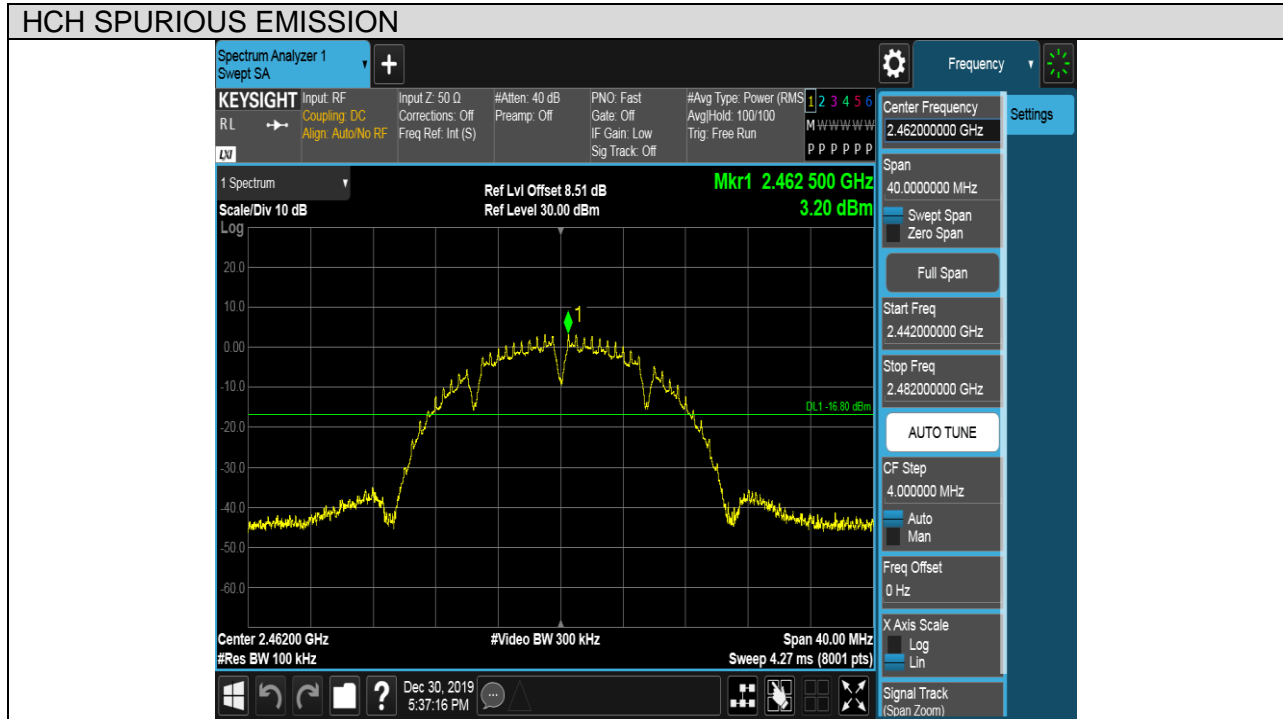 HCH SPURIOUS EMISSION
Spectrum Analyzer 1
Swept SA
+
Frequency
KEYSIGHT
RL
LXI
Input: RF
Coupling: DC
Align: Auto/No RF
Input Z: 50 Ω
Corrections: Off
Freq Ref: Int (S)
#Atten: 40 dB
Preamp: Off
PNO: Fast
Gate: Off
IF Gain: Low
Sig Track: Off
#Avg Type: Power (RMS
Avg|Hold: 100/100
Trig: Free Run
1 2 3 4 5 6
M W W W W W
P P P P P P
1 Spectrum
Scale/Div 10 dB
Log
Ref Lvl Offset 8.51 dB
Ref Level 30.00 dBm
Mkr1 2.462 500 GHz
3.20 dBm
20.0
10.0
0.00
-10.0
-20.0
-30.0
-40.0
-50.0
-60.0
1
DL1 -16.80 dBm
Center 2.46200 GHz
#Res BW 100 kHz
#Video BW 300 kHz
Span 40.00 MHz
Sweep 4.27 ms (8001 pts)
?
Dec 30, 2019
5:37:16 PM
Center Frequency
2.462000000 GHz
Settings
Span
40.0000000 MHz
Swept Span
Zero Span
Full Span
Start Freq
2.442000000 GHz
Stop Freq
2.482000000 GHz
AUTO TUNE
CF Step
4.000000 MHz
Auto
Man
Freq Offset
0 Hz
X Axis Scale
Log
Lin
Signal Track
(Span Zoom)